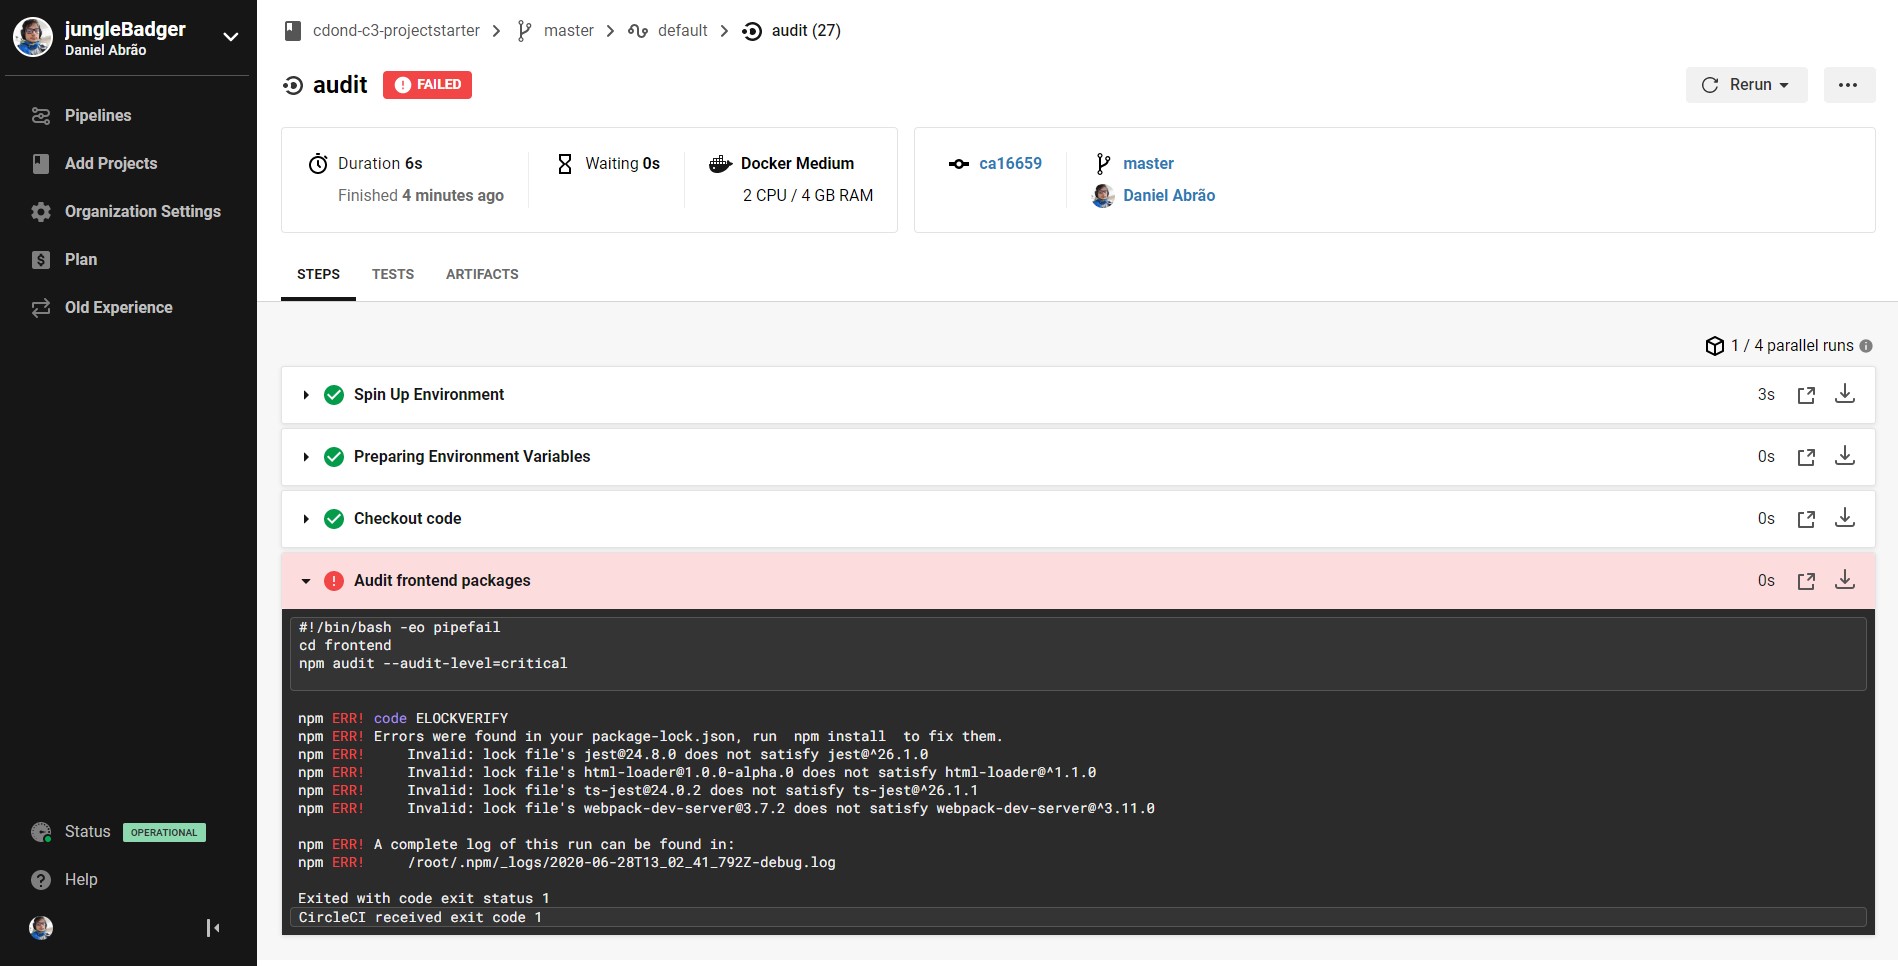 jungleBadger
Daniel Abrão
Pipelines
Add Projects
Organization Settings
Plan
Old Experience
Status OPERATIONAL
Help
cdond-c3-projectstarter master default audit (27)
audit FAILED
Rerun
Duration 6s
Finished 4 minutes ago
Waiting 0s
Docker Medium
2 CPU / 4 GB RAM
ca16659
master
Daniel Abrão
STEPS TESTS ARTIFACTS
1 / 4 parallel runs
Spin Up Environment 3s
Preparing Environment Variables 0s
Checkout code 0s
Audit frontend packages 0s
#!/bin/bash -eo pipefail
cd frontend
npm audit --audit-level=critical
npm ERR! code ELOCKVERIFY
npm ERR! Errors were found in your package-lock.json, run  npm install  to fix them.
npm ERR!     Invalid: lock file's jest@24.8.0 does not satisfy jest@^26.1.0
npm ERR!     Invalid: lock file's html-loader@1.0.0-alpha.0 does not satisfy html-loader@^1.1.0
npm ERR!     Invalid: lock file's ts-jest@24.0.2 does not satisfy ts-jest@^26.1.1
npm ERR!     Invalid: lock file's webpack-dev-server@3.7.2 does not satisfy webpack-dev-server@^3.11.0
npm ERR! A complete log of this run can be found in:
npm ERR!     /root/.npm/_logs/2020-06-28T13_02_41_792Z-debug.log
Exited with code exit status 1
CircleCI received exit code 1